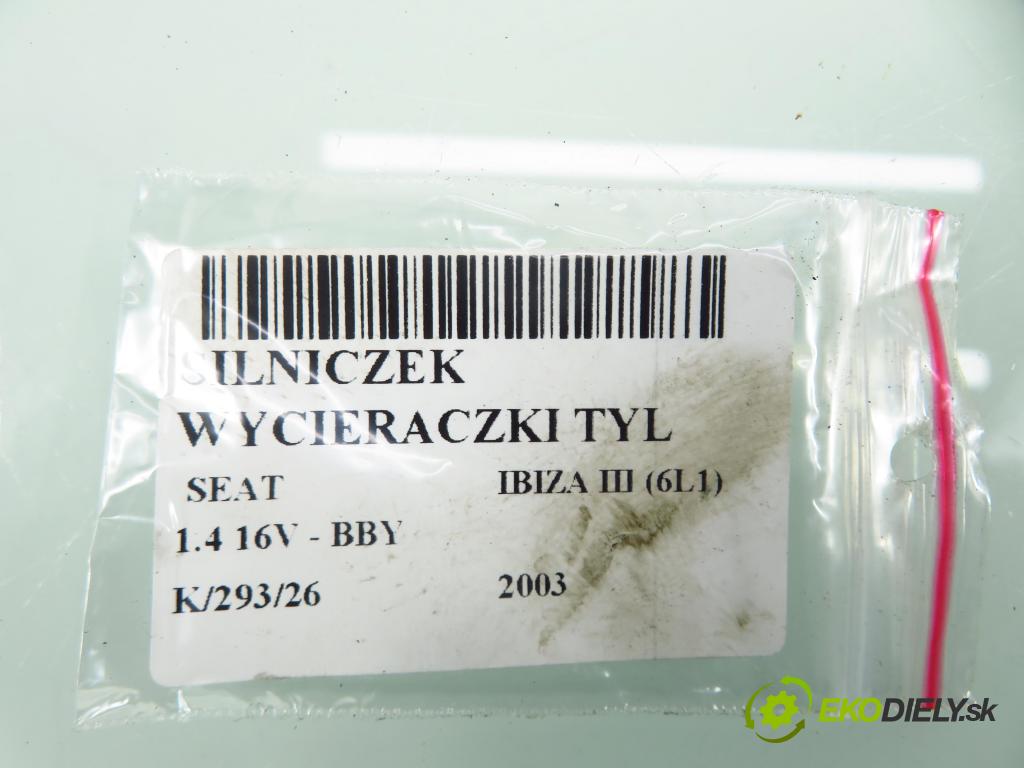 SILNICZEK
WYCIERACZKI TYL
SEAT IBIZA III (6L1)
1.4 16V - BBY
K/293/26 2003
EKODIELY.sk